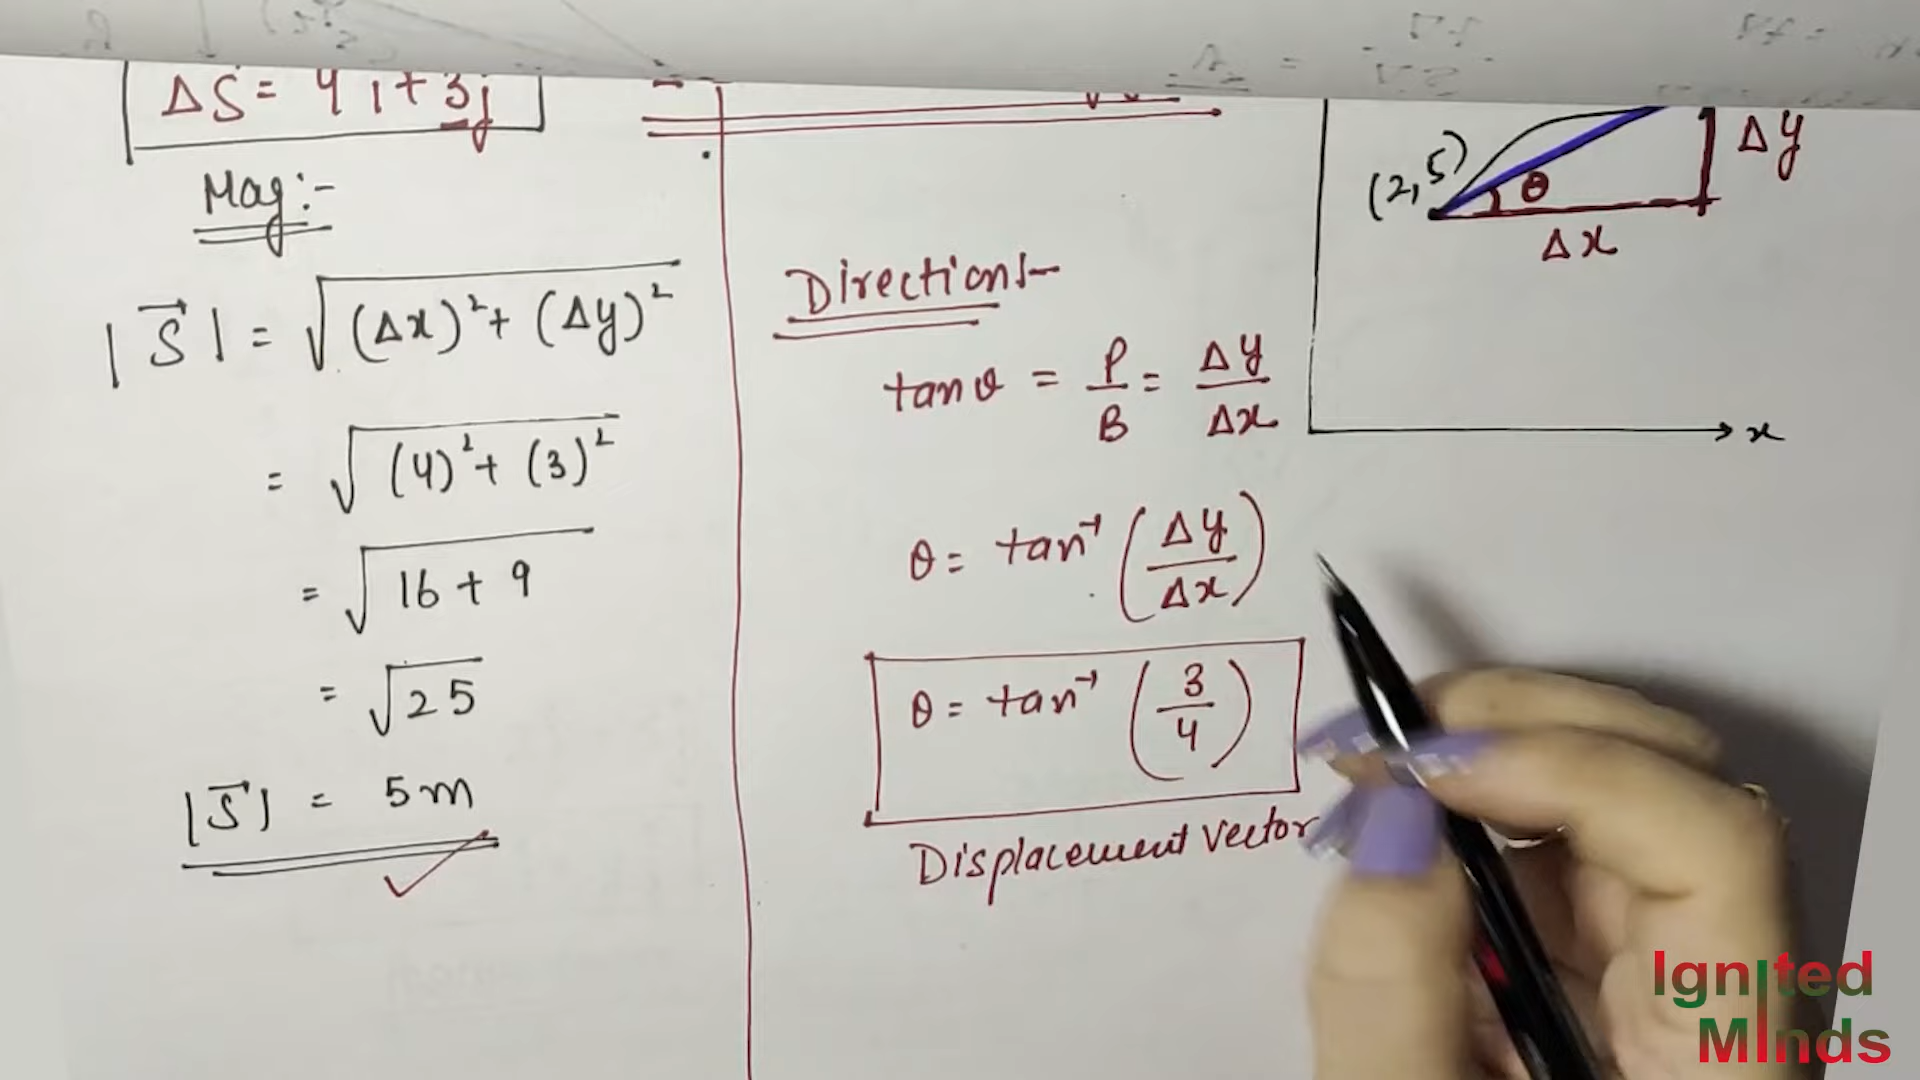 ΔS = 4i + 3j
Mag:-
|S⃗| = √(Δx)² + (Δy)²
= √(4)² + (3)²
= √16 + 9
= √25
|S⃗| = 5m
Direction:-
tanθ = P/B = Δy/Δx
θ = tan⁻¹ (Δy/Δx)
θ = tan⁻¹ (3/4)
Displacement Vector
(2, 5)
θ
Δy
Δx
x
Ignited
Minds